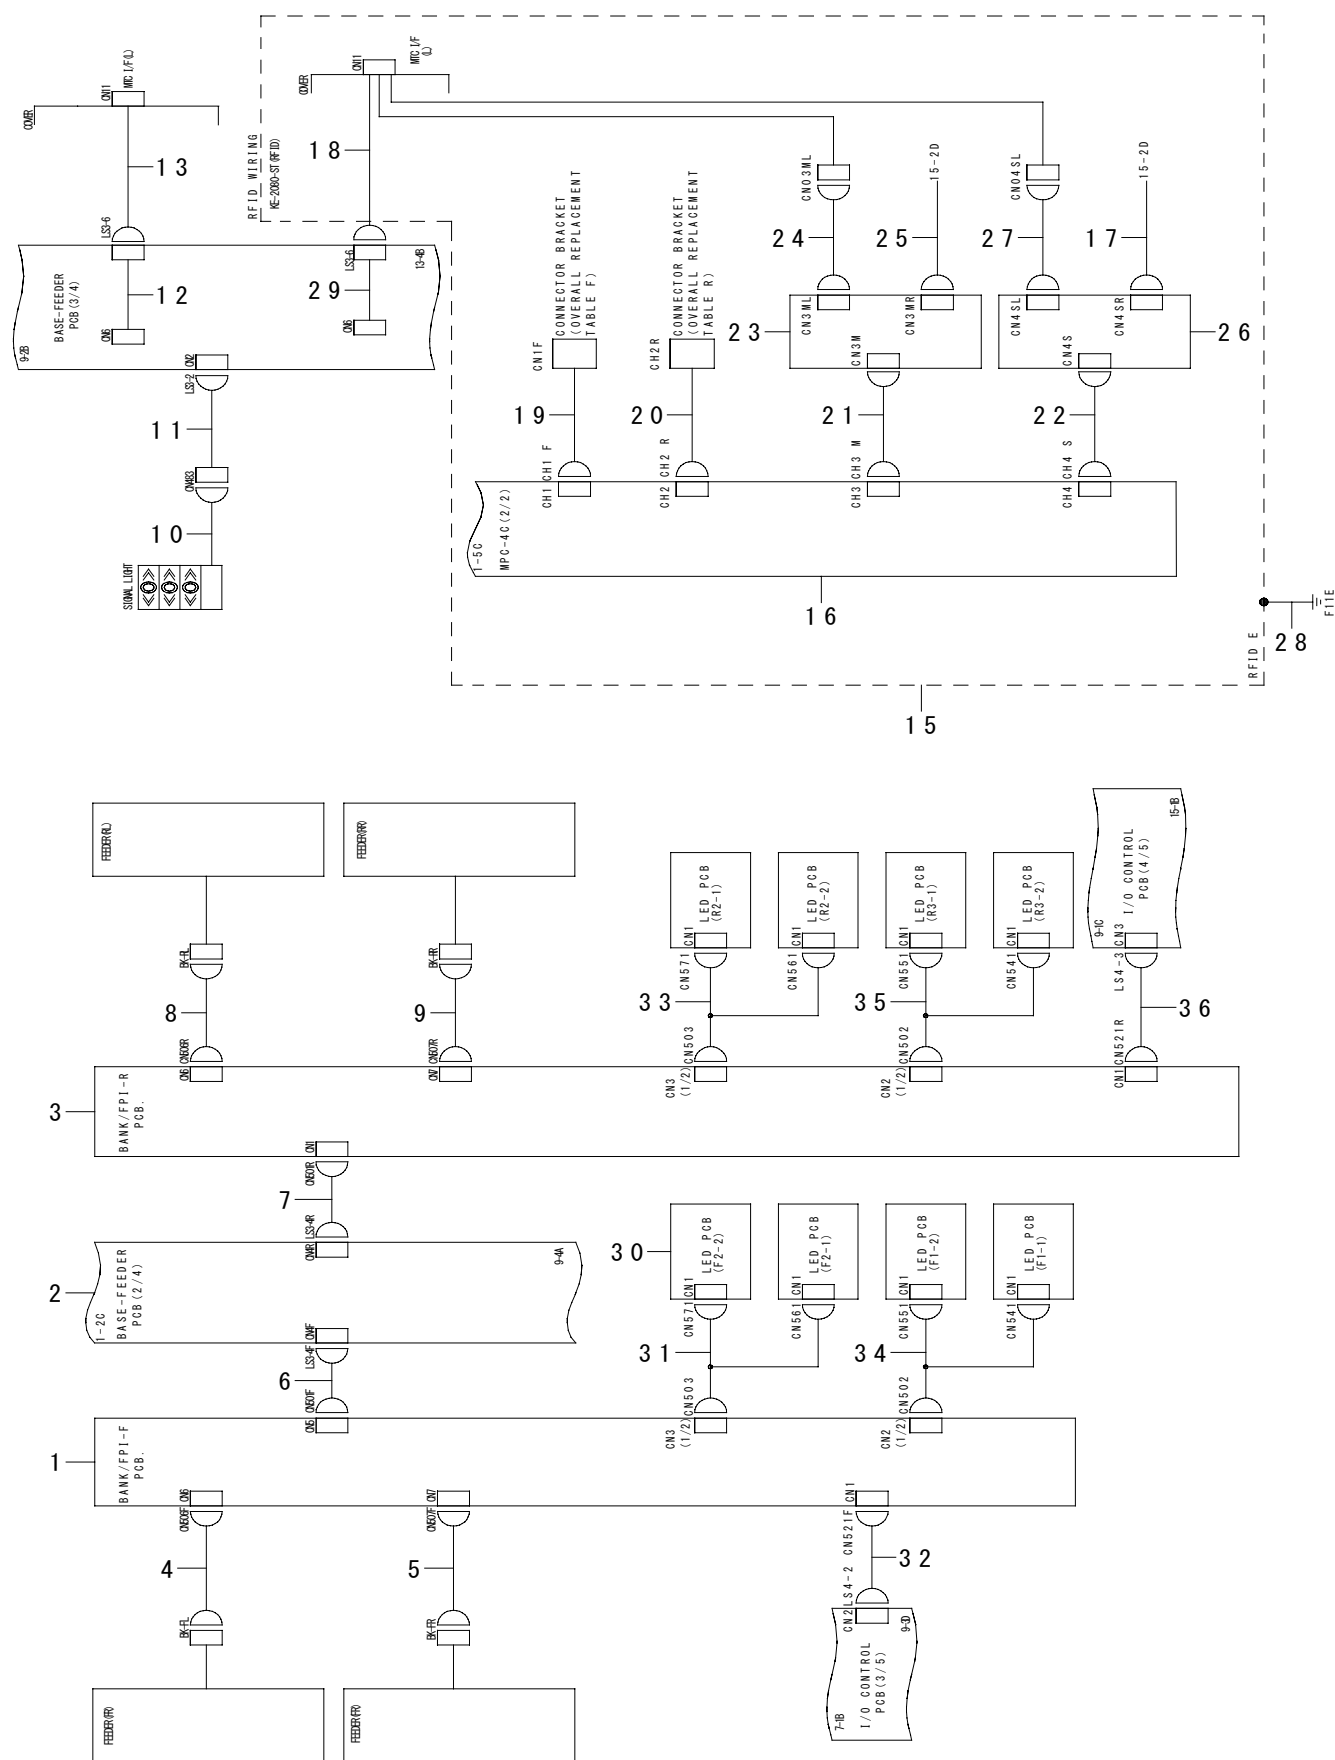 COVER
CN11
MTC I/F(L)
13
LS3-6
12
CN6
BASE-FEEDER
PCB(3/4)
9-2B
RFID WIRING
KE-2080-ST(RFID)
COVER
CN11
MTC I/F
(L)
18
LS3-6
13-4B
29
CN6
CN2
LS3-2
11
CN483
10
SIGNAL LIGHT
CN1F
CONNECTOR BRACKET
(OVERALL REPLACEMENT
TABLE F)
19
CH1 F
CH1
CH2R
CONNECTOR BRACKET
(OVERALL REPLACEMENT
TABLE R)
20
CH2 R
CH2
CN03ML
24
CN3ML
15-2D
25
CN3MR
23
CN3M
21
CH3 M
CH3
CN04SL
27
CN4SL
15-2D
17
CN4SR
26
CN4S
22
CH4 S
CH4
1-5C
MPC-4C(2/2)
16
RFID E
28
F11E
15
FEEDER(RL)
BK-RL
8
CN506R
CN6
FEEDER(RR)
BK-RR
9
CN507R
CN7
LED PCB
(R2-1)
CN1
CN571
33
CN503
CN3
(1/2)
LED PCB
(R2-2)
CN1
CN561
LED PCB
(R3-1)
CN1
CN551
35
CN502
CN2
(1/2)
LED PCB
(R3-2)
CN1
CN541
15-1B
I/O CONTROL
PCB(4/5)
9-1C
CN3
LS4-3
36
CN521R
CN1
3
BANK/FPI-R
PCB.
CN1
CN501R
7
LS3-4R
CN4R
2
1-2C
BASE-FEEDER
PCB(2/4)
9-4A
CN4F
LS3-4F
6
CN501F
CN5
30
LED PCB
(F2-2)
CN1
CN571
31
CN503
CN3
(1/2)
LED PCB
(F2-1)
CN1
CN561
LED PCB
(F1-2)
CN1
CN551
34
CN502
CN2
(1/2)
LED PCB
(F1-1)
CN1
CN541
1
BANK/FPI-F
PCB.
CN6
CN506F
4
BK-FL
CN7
CN507F
5
BK-FR
FEEDER(FR)
CN1
CN521F
32
LS4-2
CN2
9-3D
7-1B
I/O CONTROL
PCB(3/5)
FEEDER(FR)